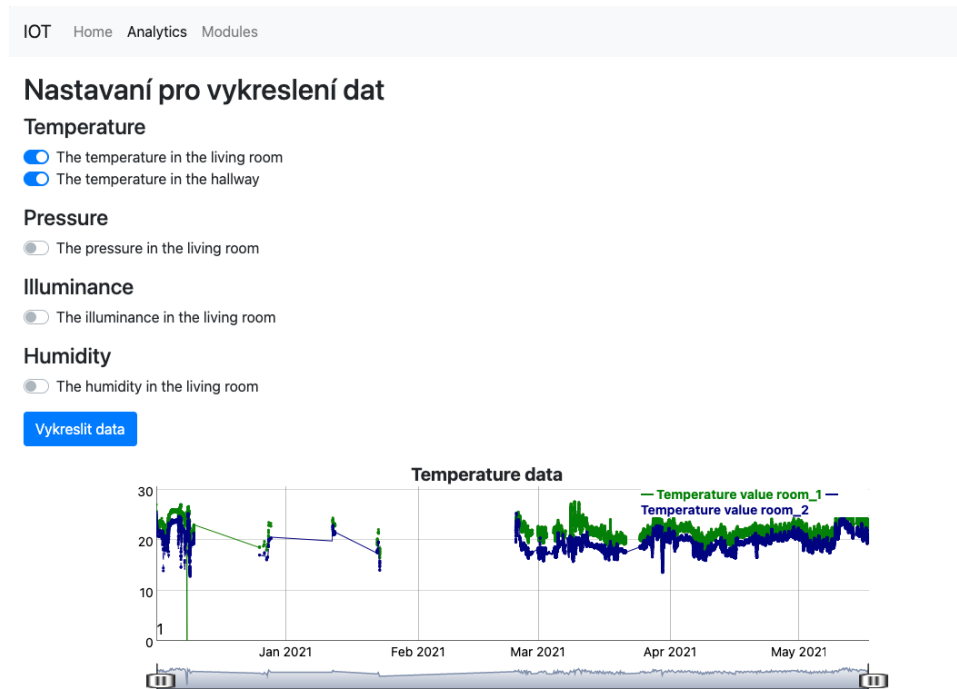 IOT Home Analytics Modules
Nastavaní pro vykreslení dat
Temperature
The temperature in the living room
The temperature in the hallway
Pressure
The pressure in the living room
Illuminance
The illuminance in the living room
Humidity
The humidity in the living room
Vykreslit data
Temperature data
— Temperature value room_1 —
Temperature value room_2
30
20
10
0
1
Jan 2021 Feb 2021 Mar 2021 Apr 2021 May 2021